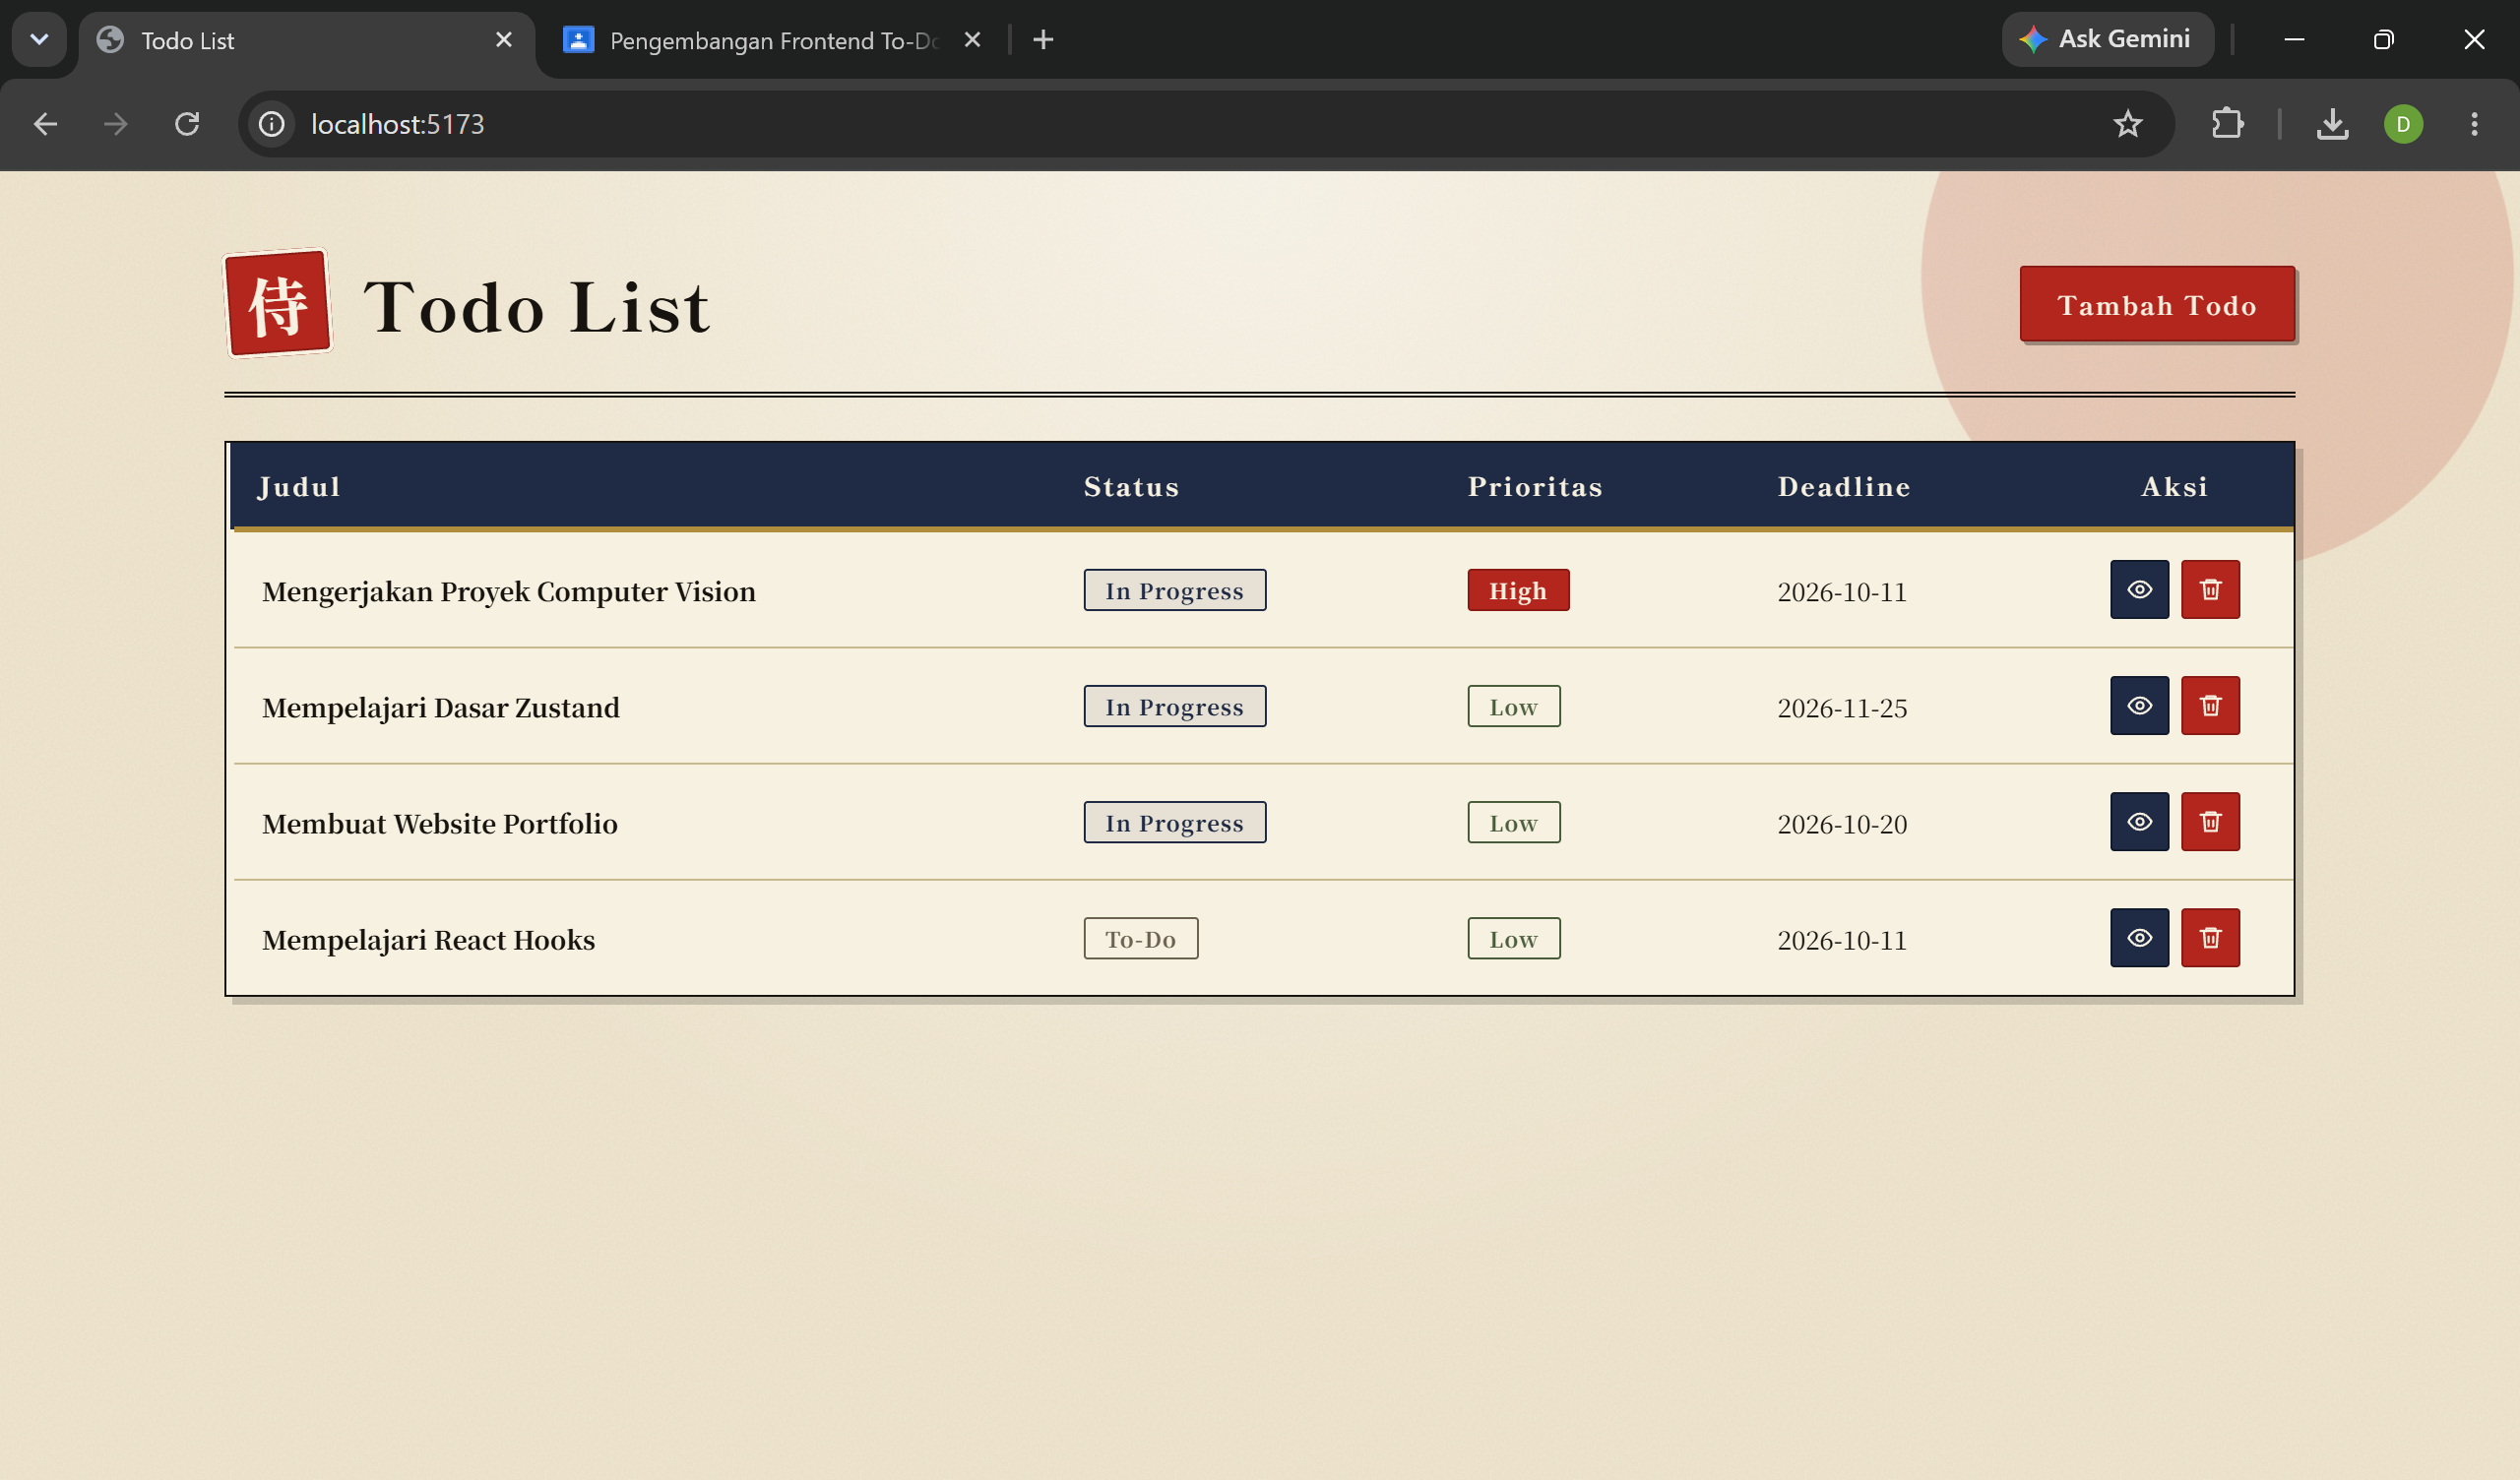 Todo List
Pengembangan Frontend To-Do
Ask Gemini
localhost:5173
D
侍
Todo List
Tambah Todo
Judul Status Prioritas Deadline Aksi
Mengerjakan Proyek Computer Vision In Progress High 2026-10-11
Mempelajari Dasar Zustand In Progress Low 2026-11-25
Membuat Website Portfolio In Progress Low 2026-10-20
Mempelajari React Hooks To-Do Low 2026-10-11